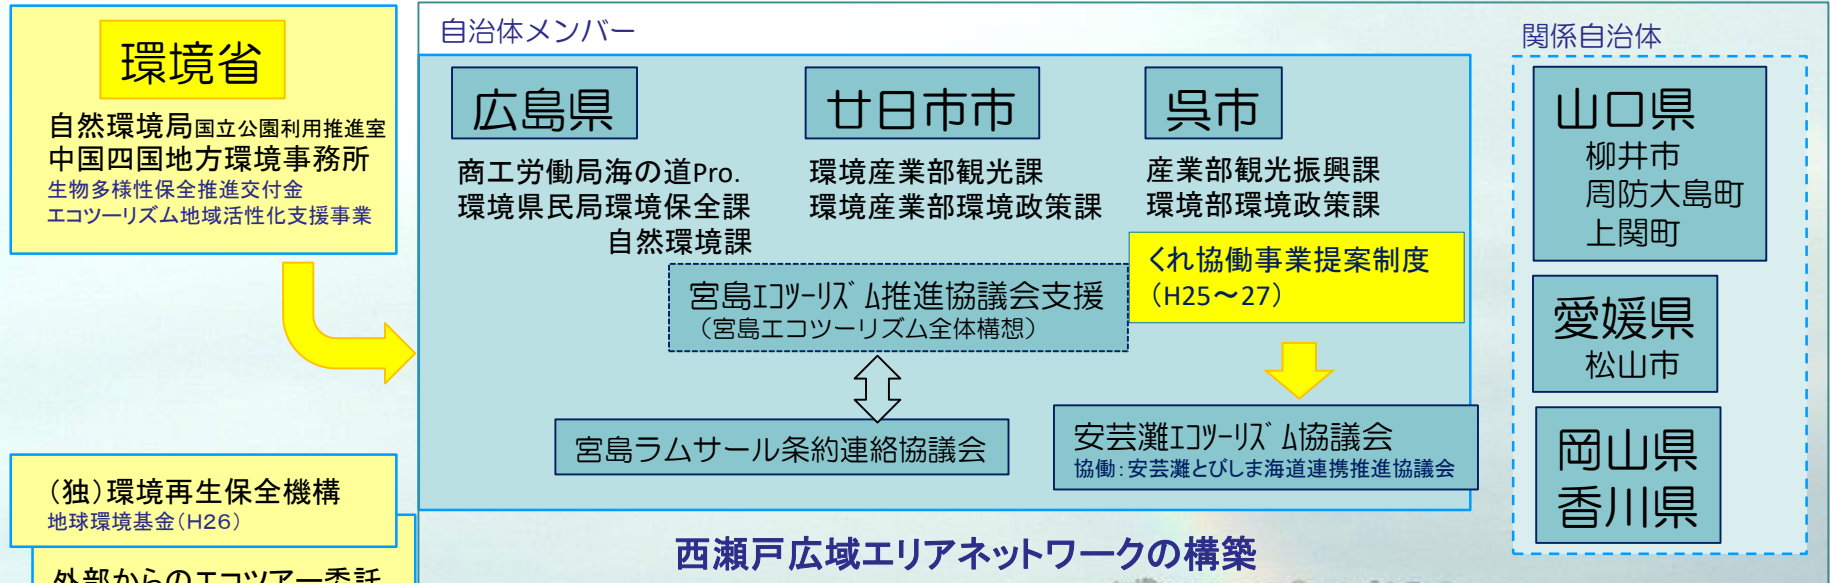 環境省
自然環境局国立公園利用推進室
中国四国地方環境事務所
生物多様性保全推進交付金
エコツーリズム地域活性化支援事業
(独)環境再生保全機構
地球環境基金(H26)
外部からのエコツアー委託
自治体メンバー
広島県
商工労働局海の道Pro.
環境県民局環境保全課
自然環境課
廿日市市
環境産業部観光課
環境産業部環境政策課
呉市
産業部観光振興課
環境部環境政策課
くれ協働事業提案制度
(H25～27)
宮島ｴｺﾂｰﾘｽﾞﾑ推進協議会支援
(宮島エコツーリズム全体構想)
宮島ラムサール条約連絡協議会
安芸灘ｴｺﾂｰﾘｽﾞﾑ協議会
協働:安芸灘とびしま海道連携推進協議会
西瀬戸広域エリアネットワークの構築
関係自治体
山口県
柳井市
周防大島町
上関町
愛媛県
松山市
岡山県
香川県